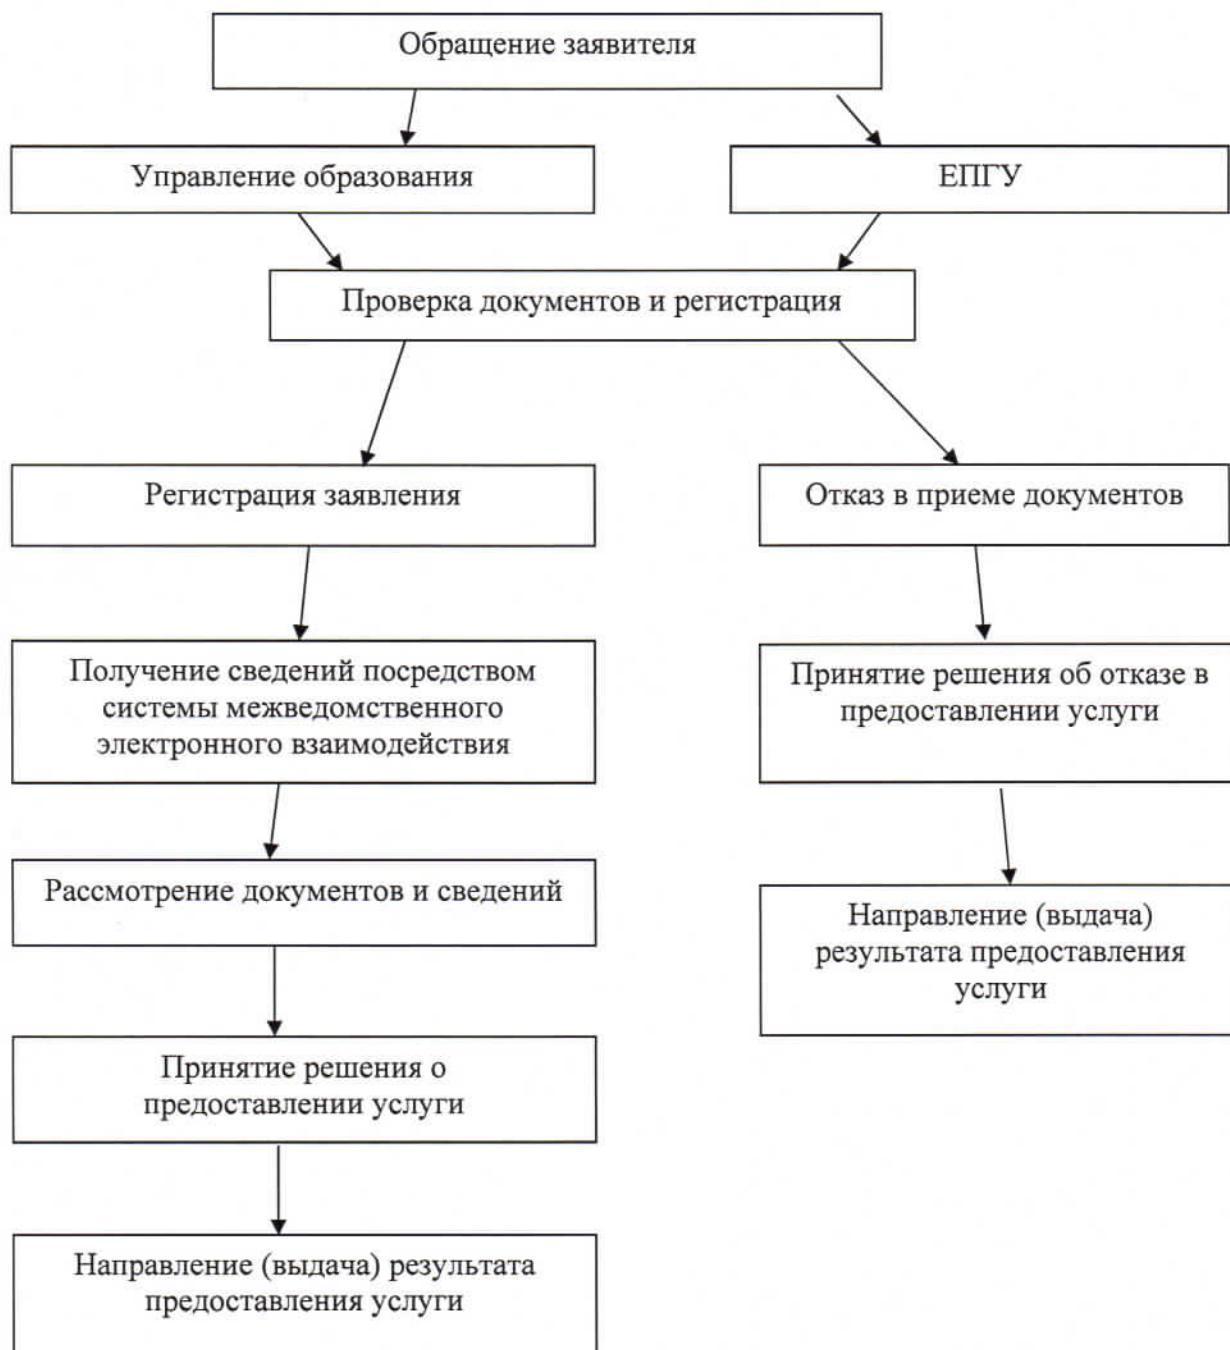 Обращение заявителя
Управление образования
ЕПГУ
Проверка документов и регистрация
Регистрация заявления
Отказ в приеме документов
Получение сведений посредством
системы межведомственного
электронного взаимодействия
Принятие решения об отказе в
предоставлении услуги
Рассмотрение документов и сведений
Направление (выдача)
результата предоставления
услуги
Принятие решения о
предоставлении услуги
Направление (выдача) результата
предоставления услуги